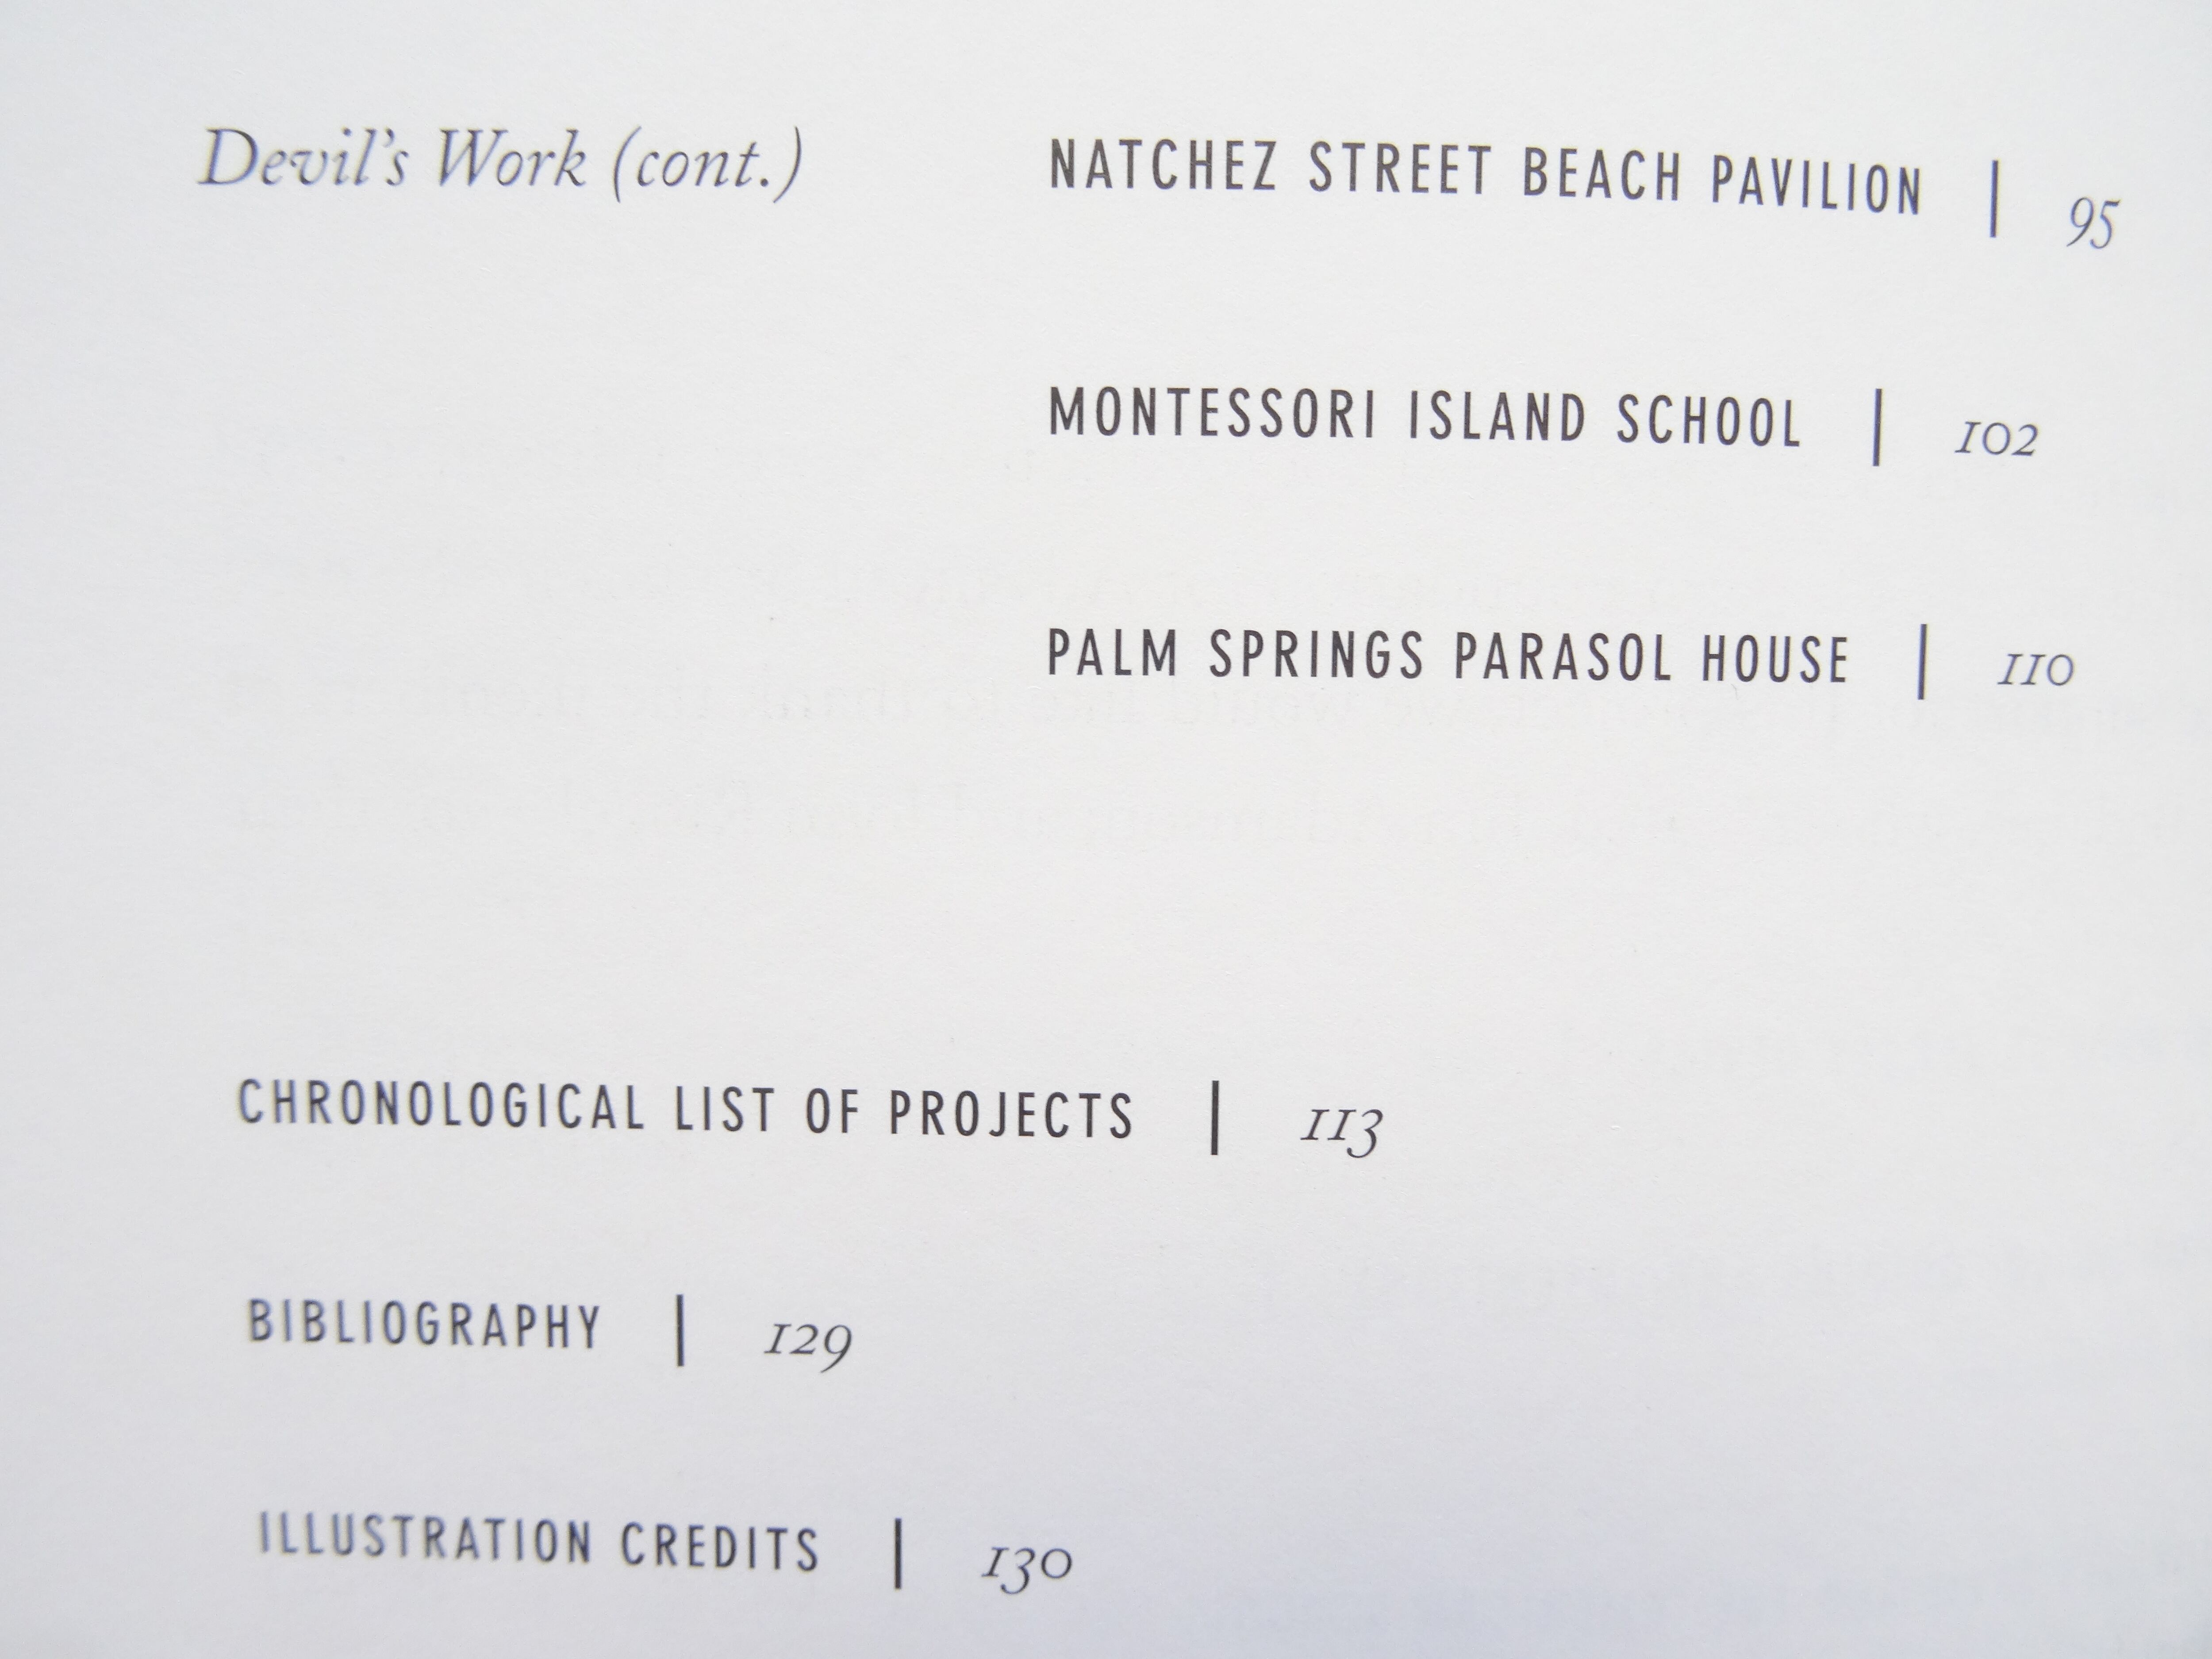 Devil's Work (cont.) NATCHEZ STREET BEACH PAVILION | 95
MONTESSORI ISLAND SCHOOL | 102
PALM SPRINGS PARASOL HOUSE | 110
CHRONOLOGICAL LIST OF PROJECTS | 113
BIBLIOGRAPHY | 129
ILLUSTRATION CREDITS | 130